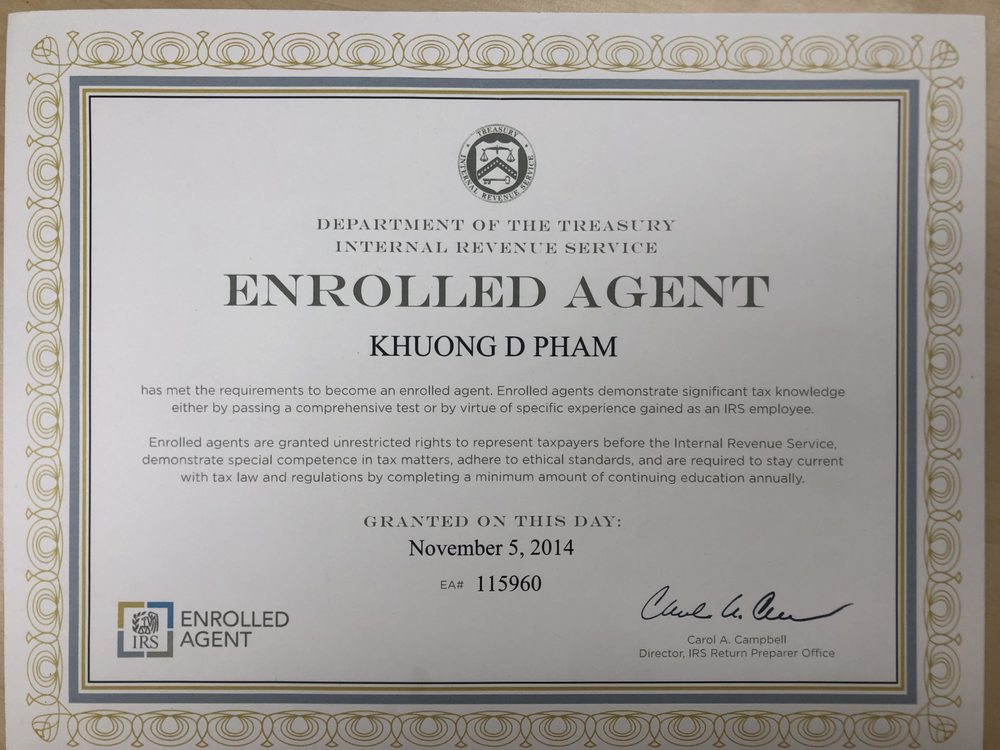 TREASURY
INTERNAL REVENUE SERVICE
DEPARTMENT OF THE TREASURY
INTERNAL REVENUE SERVICE
ENROLLED AGENT
KHUONG D PHAM
has met the requirements to become an enrolled agent. Enrolled agents demonstrate significant tax knowledge
either by passing a comprehensive test or by virtue of specific experience gained as an IRS employee.
Enrolled agents are granted unrestricted rights to represent taxpayers before the Internal Revenue Service,
demonstrate special competence in tax matters, adhere to ethical standards, and are required to stay current
with tax law and regulations by completing a minimum amount of continuing education annually.
GRANTED ON THIS DAY:
November 5, 2014
EA# 115960
IRS
ENROLLED
AGENT
Carol A. Campbell
Director, IRS Return Preparer Office